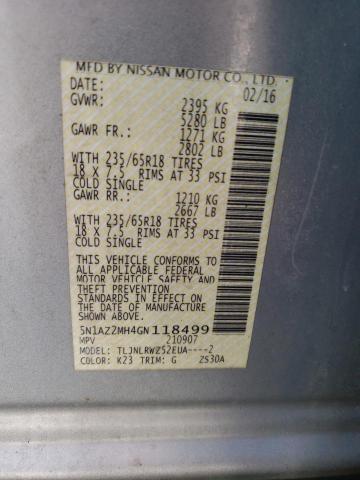 MFD BY NISSAN MOTOR CO., LTD.
DATE: 02/16
GVWR: 2395 KG
5280 LB
GAWR FR.: 1271 KG
2802 LB
WITH 235/65R18 TIRES
18 X 7.5 RIMS AT 33 PSI
COLD SINGLE
GAWR RR.: 1210 KG
2667 LB
WITH 235/65R18 TIRES
18 X 7.5 RIMS AT 33 PSI
COLD SINGLE
THIS VEHICLE CONFORMS TO
ALL APPLICABLE FEDERAL
MOTOR VEHICLE SAFETY AND
THEFT PREVENTION
STANDARDS IN EFFECT ON
THE DATE OF MANUFACTURE
SHOWN ABOVE.
5N1AZ2MH4GN118499
MPV 210907
MODEL: TLJNLRWZ52EUA----2
COLOR: K23 TRIM: G ZS30A